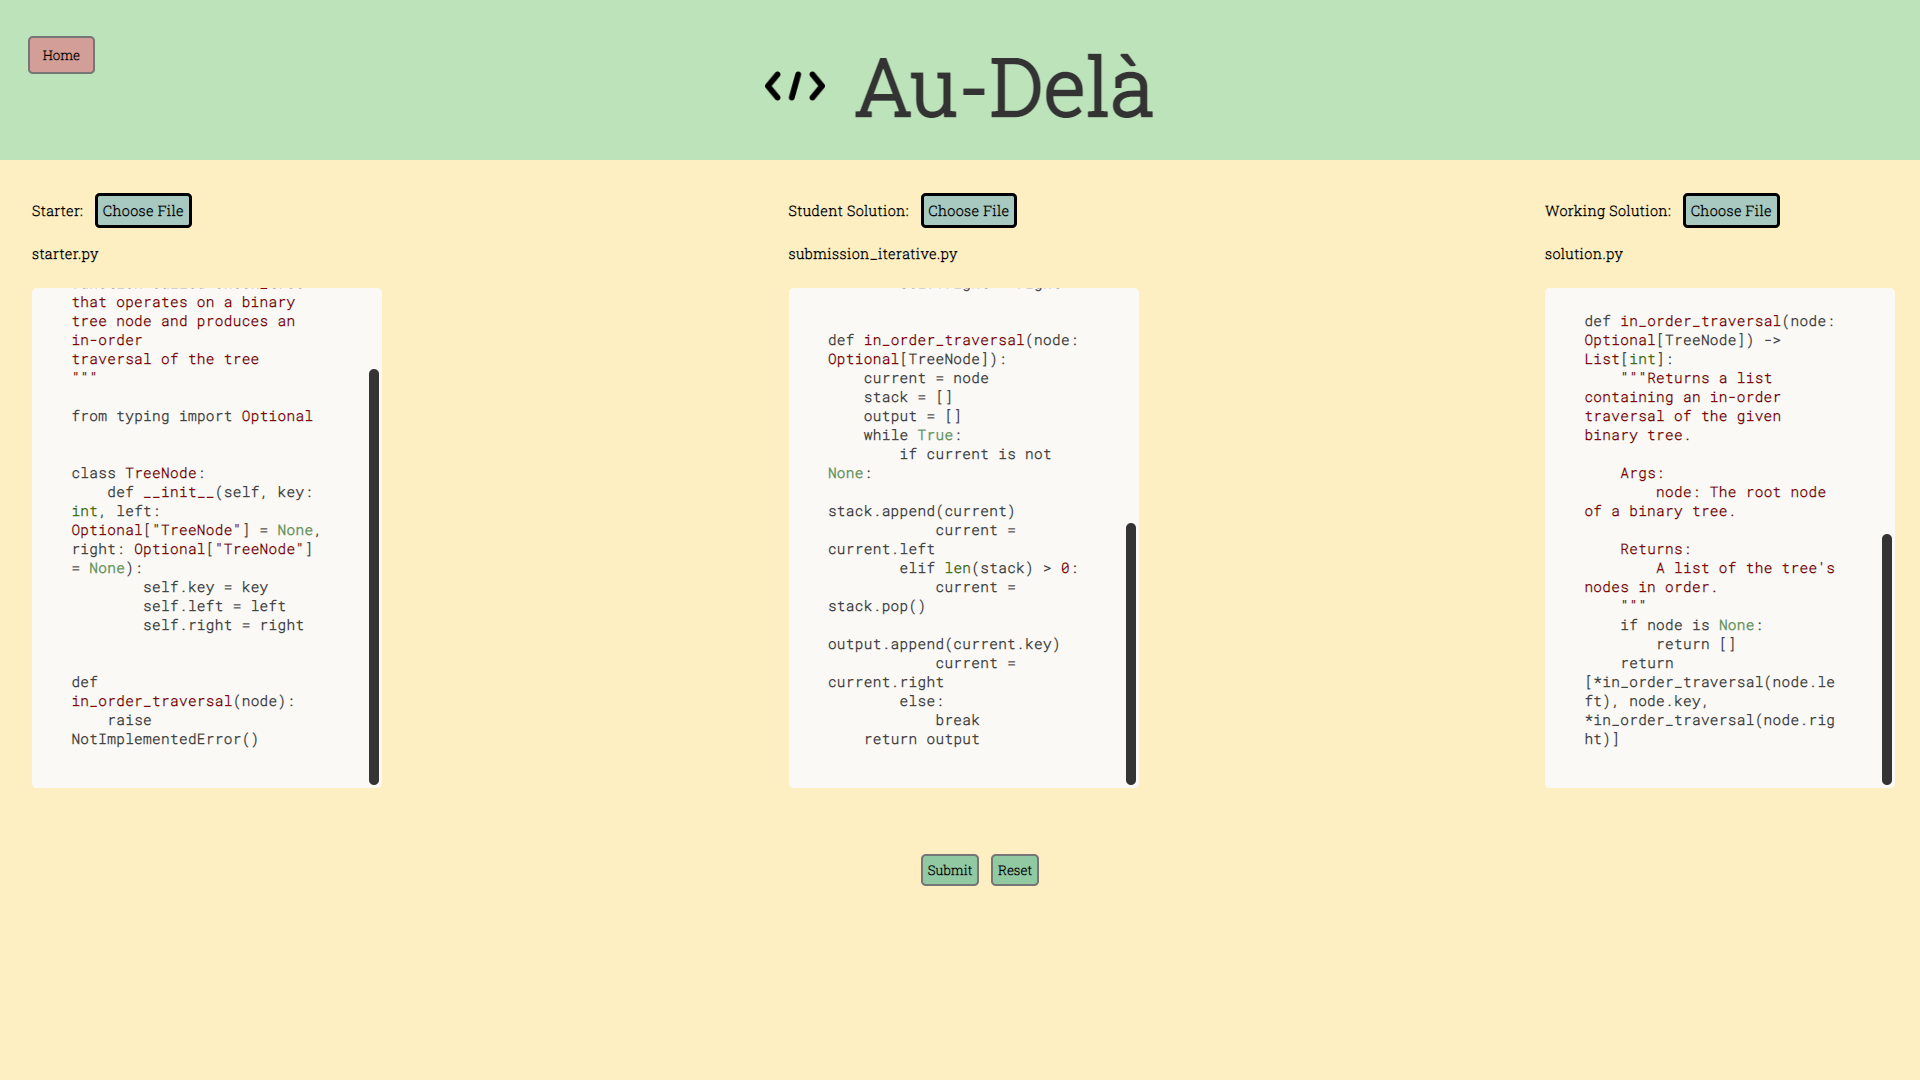 Home
</> Au-Delà
Starter: Choose File
starter.py
that operates on a binary
tree node and produces an
in-order
traversal of the tree
"""
from typing import Optional
class TreeNode:
    def __init__(self, key:
int, left:
Optional["TreeNode"] = None,
right: Optional["TreeNode"]
= None):
        self.key = key
        self.left = left
        self.right = right
def
in_order_traversal(node):
    raise
NotImplementedError()
Student Solution: Choose File
submission_iterative.py
def in_order_traversal(node:
Optional[TreeNode]):
    current = node
    stack = []
    output = []
    while True:
        if current is not
None:
stack.append(current)
            current =
current.left
        elif len(stack) > 0:
            current =
stack.pop()
output.append(current.key)
            current =
current.right
        else:
            break
    return output
Working Solution: Choose File
solution.py
def in_order_traversal(node:
Optional[TreeNode]) ->
List[int]:
    """Returns a list
containing an in-order
traversal of the given
binary tree.
    Args:
        node: The root node
of a binary tree.
    Returns:
        A list of the tree's
nodes in order.
    """
    if node is None:
        return []
    return
[*in_order_traversal(node.le
ft), node.key,
*in_order_traversal(node.rig
ht)]
Submit Reset